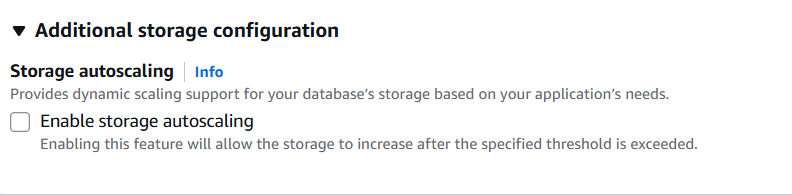 Additional storage configuration
Storage autoscaling Info
Provides dynamic scaling support for your database’s storage based on your application’s needs.
Enable storage autoscaling
Enabling this feature will allow the storage to increase after the specified threshold is exceeded.